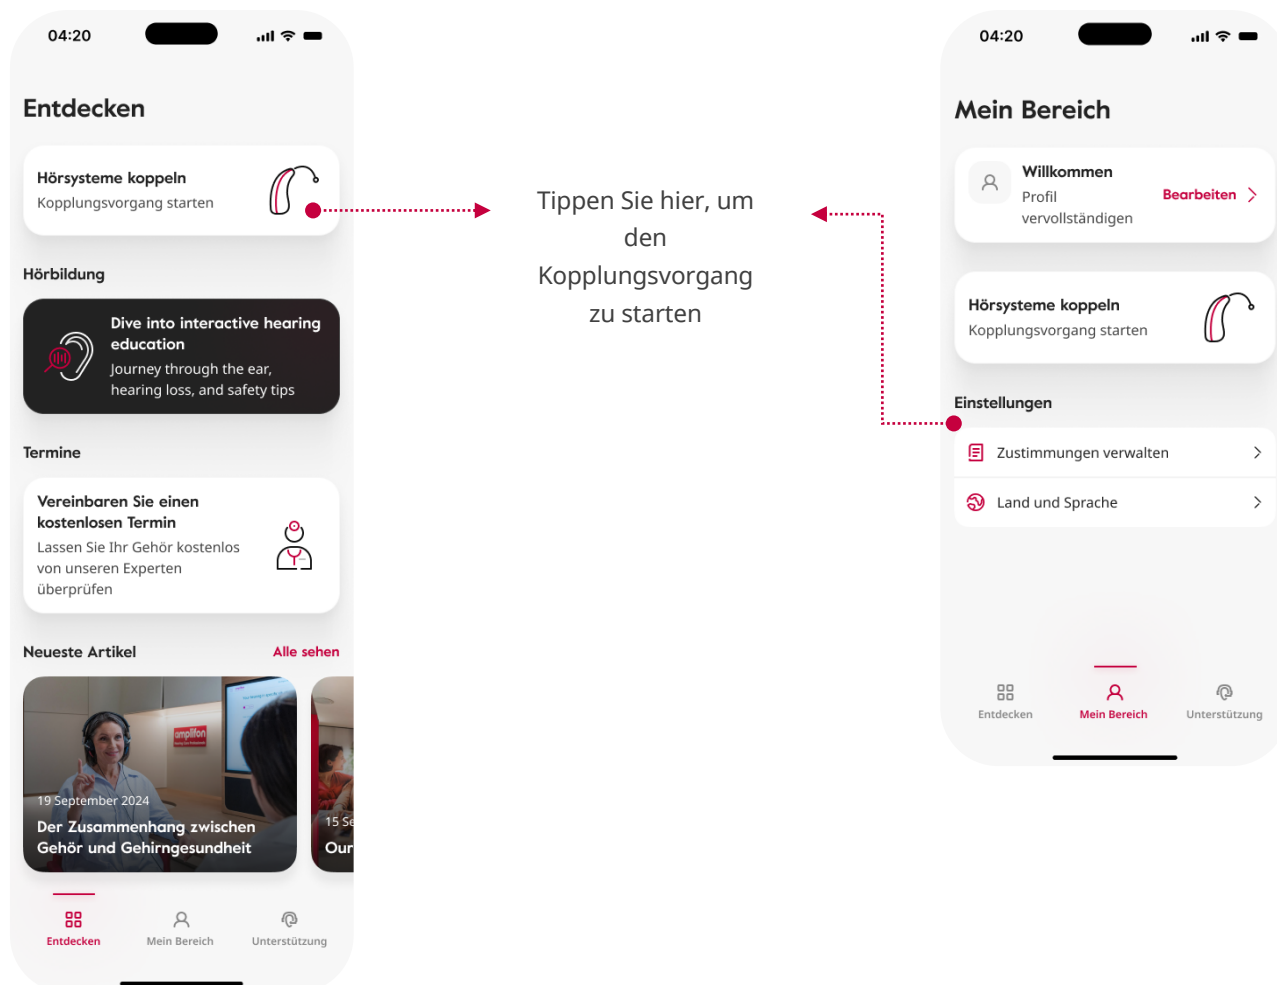 04:20
Entdecken
Hörsysteme koppeln
Kopplungsvorgang starten
Hörbildung
Dive into interactive hearing
education
Journey through the ear,
hearing loss, and safety tips
Termine
Vereinbaren Sie einen
kostenlosen Termin
Lassen Sie Ihr Gehör kostenlos
von unseren Experten
überprüfen
Neueste Artikel
Alle sehen
amplifon
19 September 2024
Der Zusammenhang zwischen
Gehör und Gehirngesundheit
15 Se
Our
Entdecken
Mein Bereich
Unterstützung
Tippen Sie hier, um
den
Kopplungsvorgang
zu starten
04:20
Mein Bereich
Willkommen
Profil
vervollständigen
Bearbeiten
Hörsysteme koppeln
Kopplungsvorgang starten
Einstellungen
Zustimmungen verwalten
Land und Sprache
Entdecken
Mein Bereich
Unterstützung